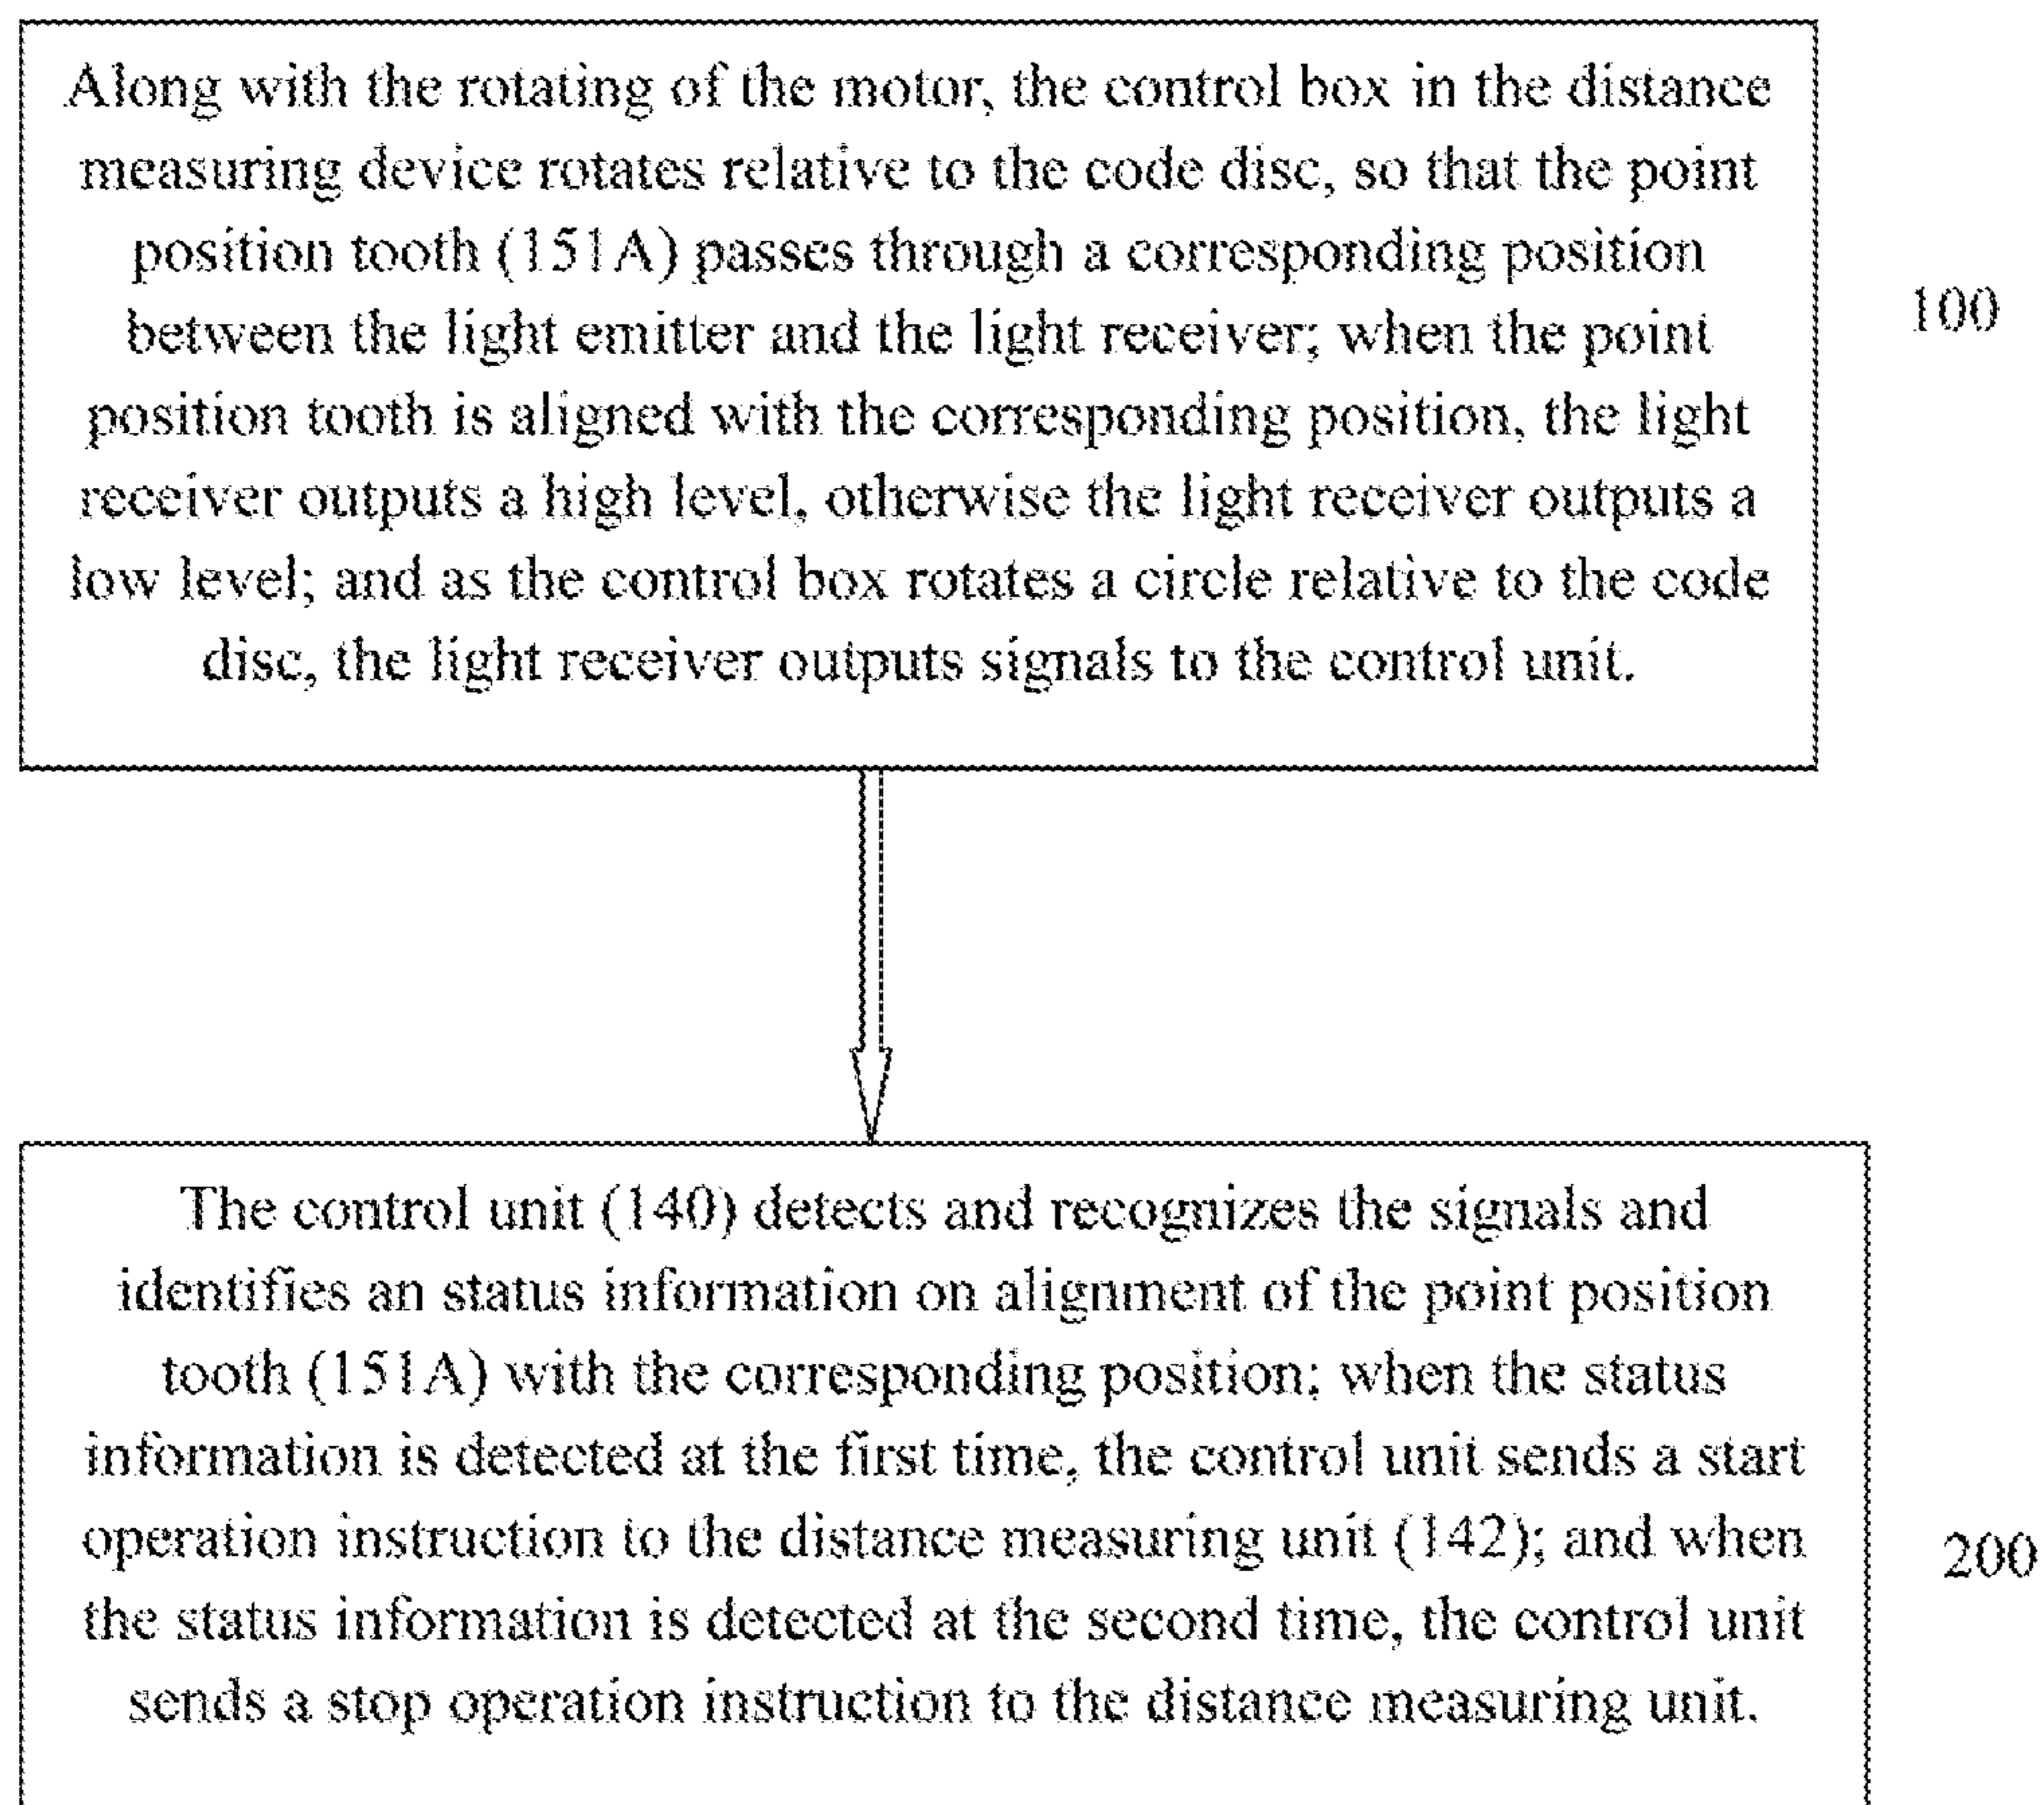 Along with the rotating of the motor, the control box in the distance
measuring device rotates relative to the code disc, so that the point
position tooth (151A) passes through a corresponding position
between the light emitter and the light receiver; when the point
position tooth is aligned with the corresponding position, the light
receiver outputs a high level, otherwise the light receiver outputs a
low level; and as the control box rotates a circle relative to the code
disc, the light receiver outputs signals to the control unit.
100
The control unit (140) detects and recognizes the signals and
identifies an status information on alignment of the point position
tooth (151A) with the corresponding position; when the status
information is detected at the first time, the control unit sends a start
operation instruction to the distance measuring unit (142); and when
the status information is detected at the second time, the control unit
sends a stop operation instruction to the distance measuring unit.
200